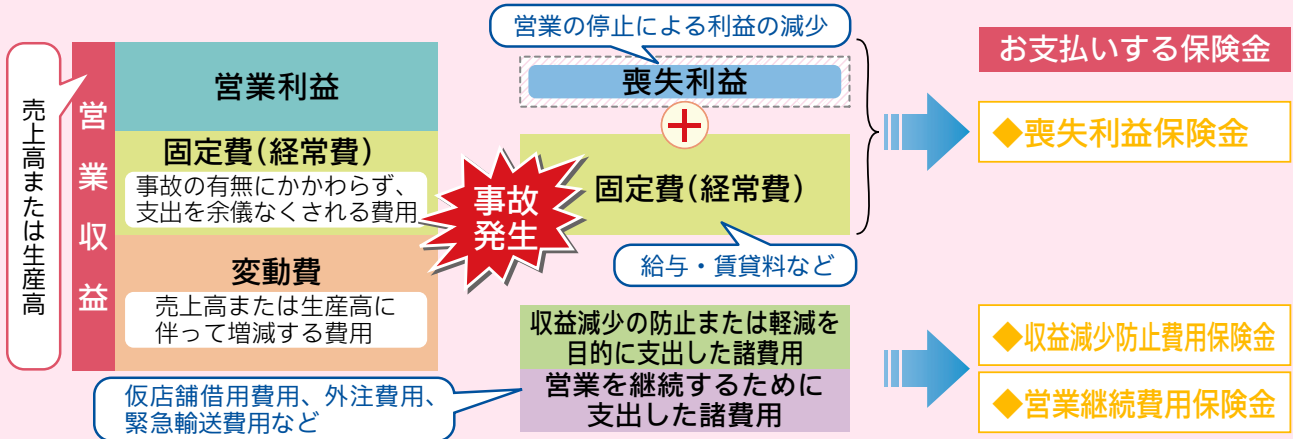 売上高または生産高
営業収益
営業利益
固定費(経常費)
事故の有無にかかわらず、
支出を余儀なくされる費用
変動費
売上高または生産高に
伴って増減する費用
事故
発生
営業の停止による利益の減少
喪失利益
+
固定費(経常費)
給与・賃貸料など
収益減少の防止または軽減を
目的に支出した諸費用
営業を継続するために
支出した諸費用
仮店舗借用費用、外注費用、
緊急輸送費用など
お支払いする保険金
◆喪失利益保険金
◆収益減少防止費用保険金
◆営業継続費用保険金